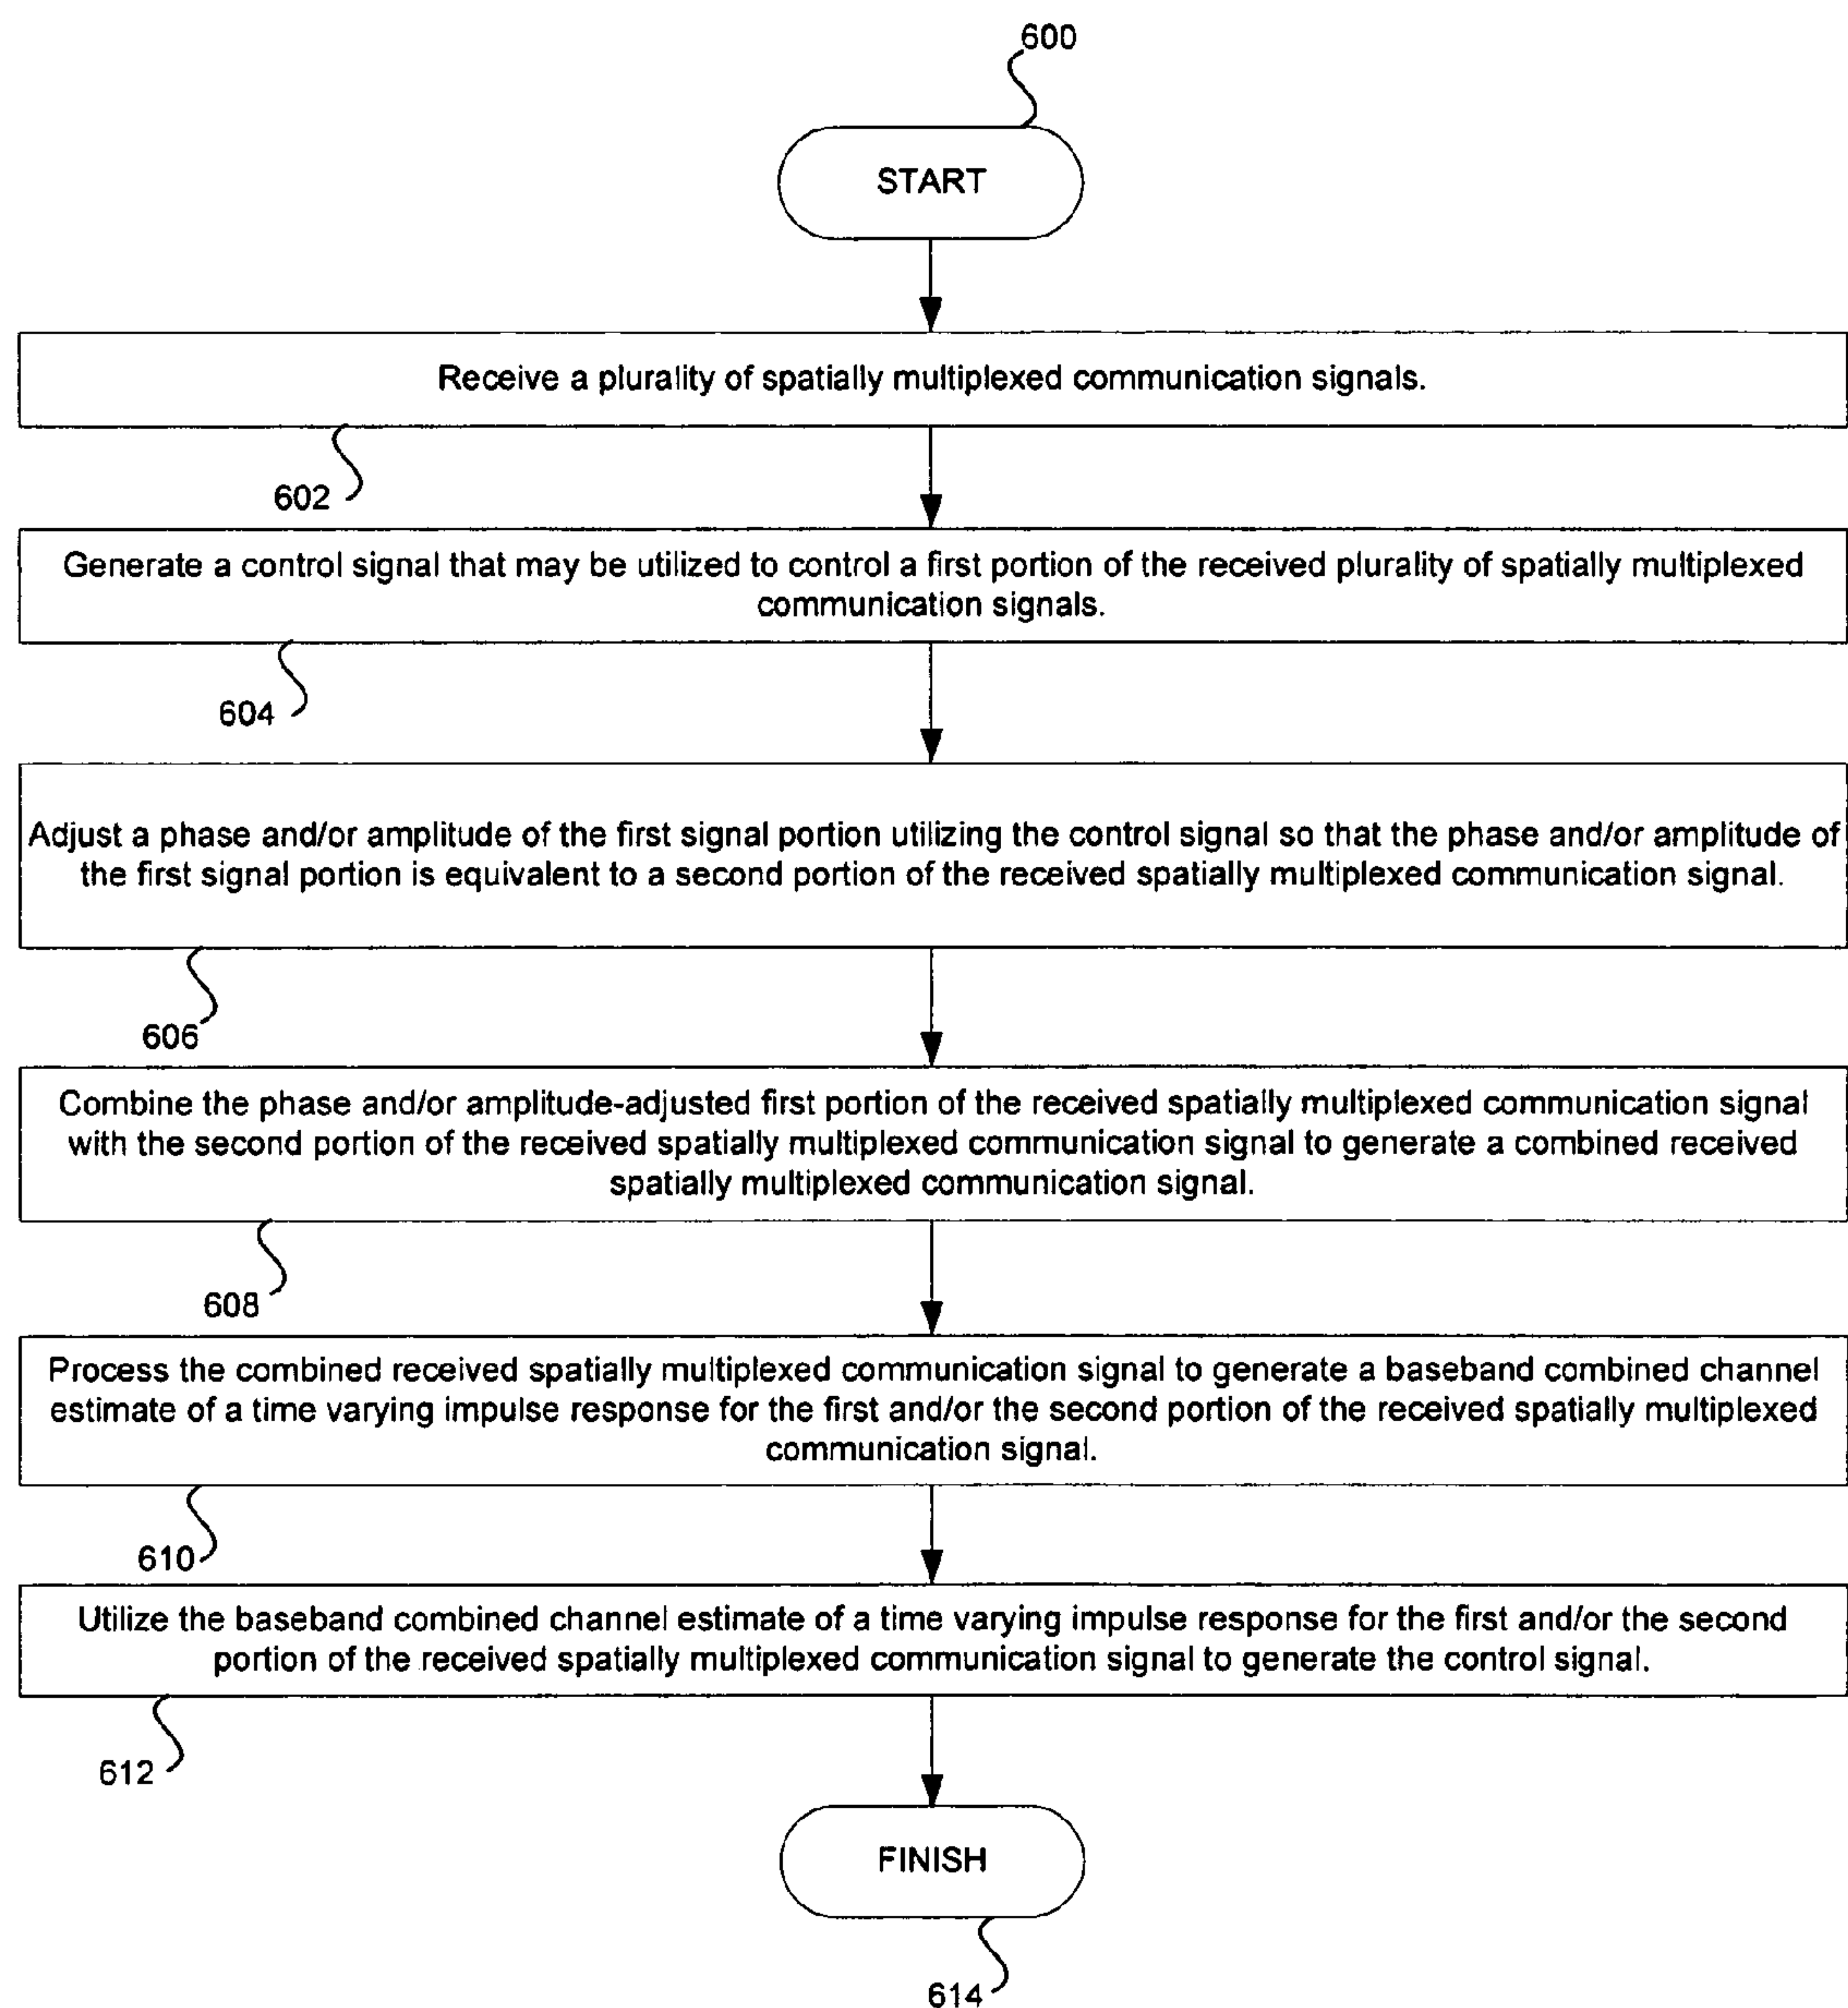 600
START
Receive a plurality of spatially multiplexed communication signals.
602
Generate a control signal that may be utilized to control a first portion of the received plurality of spatially multiplexed
communication signals.
604
Adjust a phase and/or amplitude of the first signal portion utilizing the control signal so that the phase and/or amplitude of
the first signal portion is equivalent to a second portion of the received spatially multiplexed communication signal.
606
Combine the phase and/or amplitude-adjusted first portion of the received spatially multiplexed communication signal
with the second portion of the received spatially multiplexed communication signal to generate a combined received
spatially multiplexed communication signal.
608
Process the combined received spatially multiplexed communication signal to generate a baseband combined channel
estimate of a time varying impulse response for the first and/or the second portion of the received spatially multiplexed
communication signal.
610
Utilize the baseband combined channel estimate of a time varying impulse response for the first and/or the second
portion of the received spatially multiplexed communication signal to generate the control signal.
612
FINISH
614